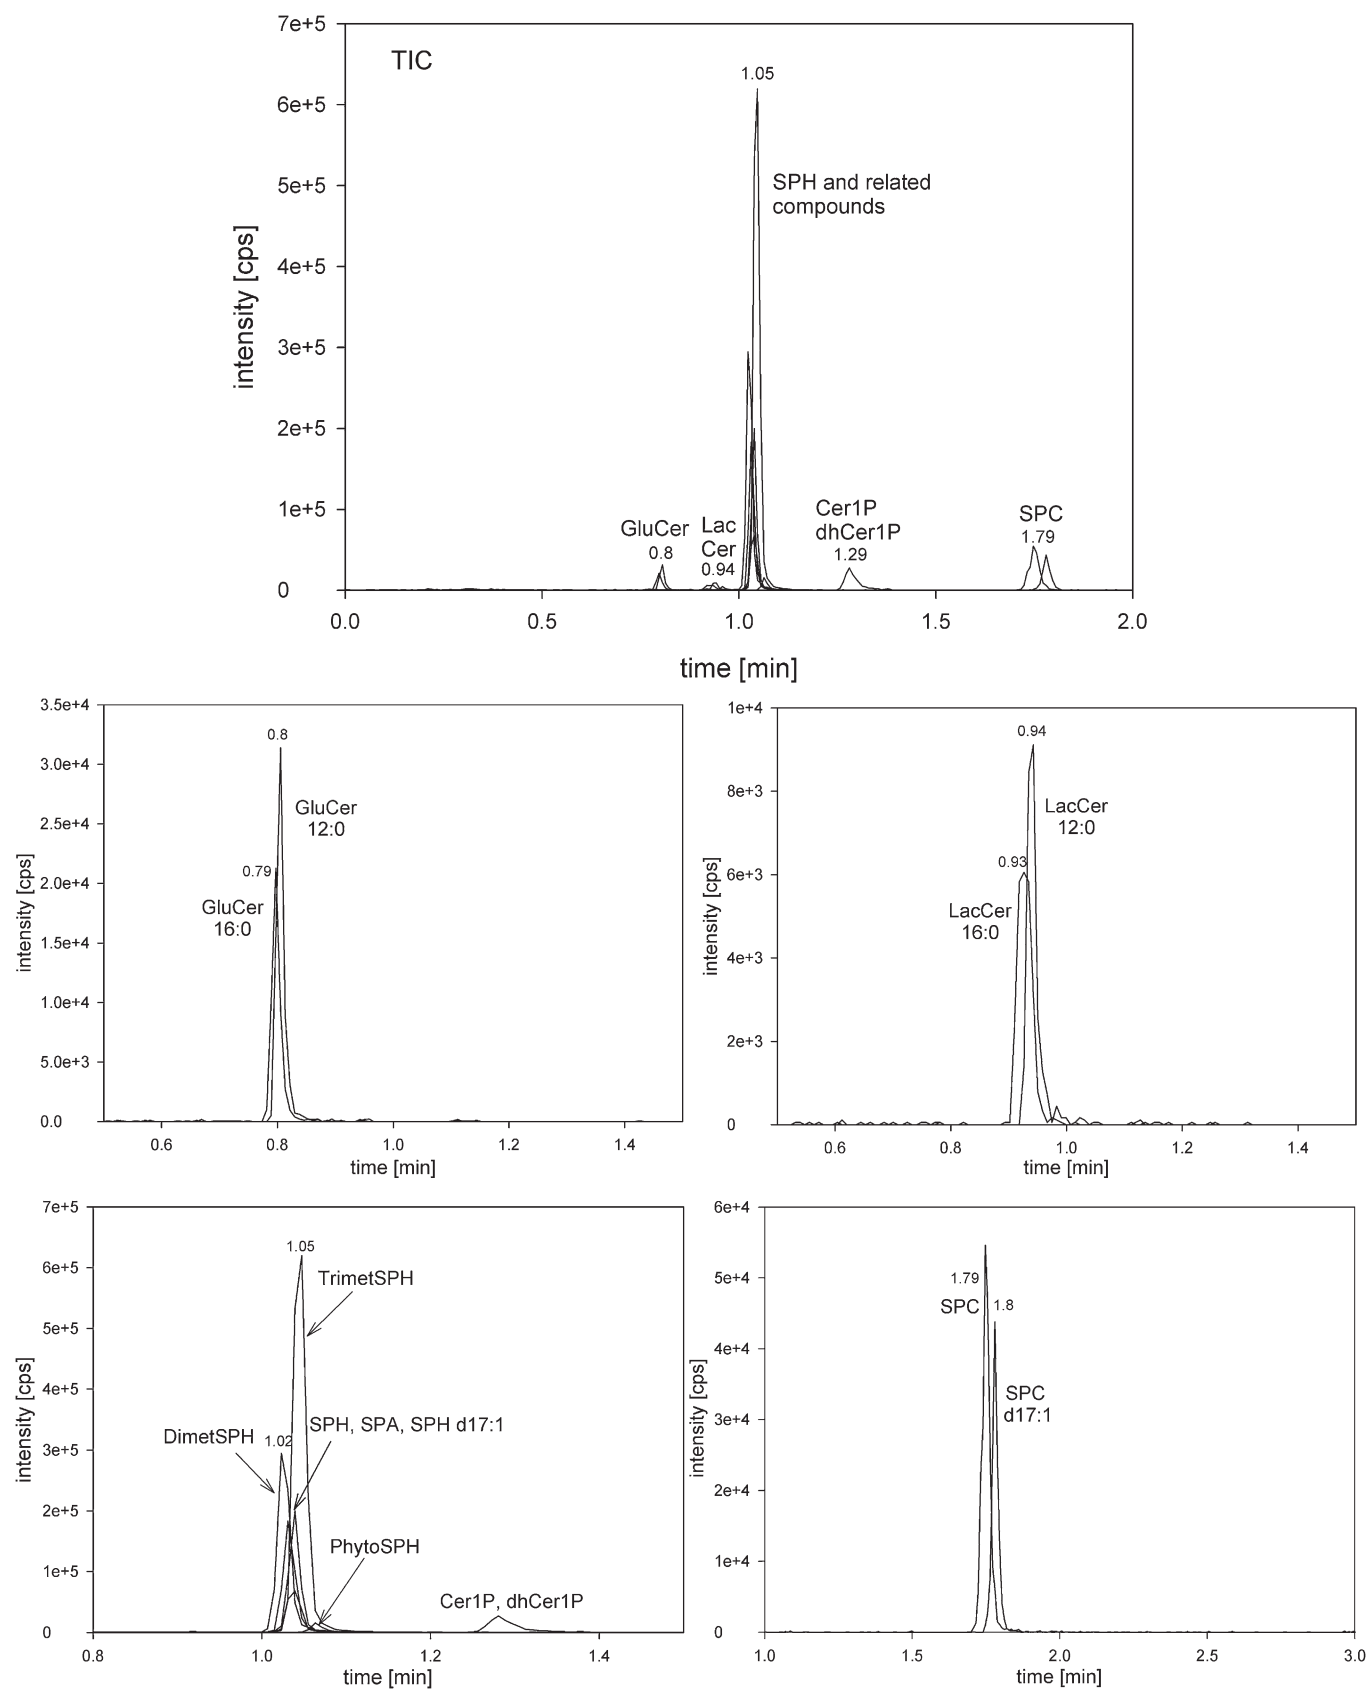 7e+5
TIC
1.05
6e+5
SPH and related
compounds
5e+5
4e+5
intensity [cps]
3e+5
2e+5
1e+5
GluCer
0.8
Lac
Cer
0.94
Cer1P
dhCer1P
1.29
SPC
1.79
0
0.0
0.5
1.0
1.5
2.0
time [min]
3.5e+4
0.8
3.0e+4
GluCer
12:0
2.5e+4
0.79
2.0e+4
GluCer
16:0
intensity [cps]
1.5e+4
1.0e+4
5.0e+3
0.0
0.6
0.8
1.0
1.2
1.4
time [min]
1e+4
0.94
8e+3
LacCer
12:0
0.93
6e+3
LacCer
16:0
intensity [cps]
4e+3
2e+3
0
0.6
0.8
1.0
1.2
1.4
time [min]
7e+5
1.05
6e+5
TrimetSPH
5e+5
4e+5
intensity [cps]
SPH, SPA, SPH d17:1
DimetSPH
1.02
3e+5
2e+5
PhytoSPH
1e+5
Cer1P, dhCer1P
0
0.8
1.0
1.2
1.4
time [min]
6e+4
1.79
5e+4
SPC
1.8
4e+4
SPC
d17:1
intensity [cps]
3e+4
2e+4
1e+4
0
1.0
1.5
2.0
2.5
3.0
time [min]